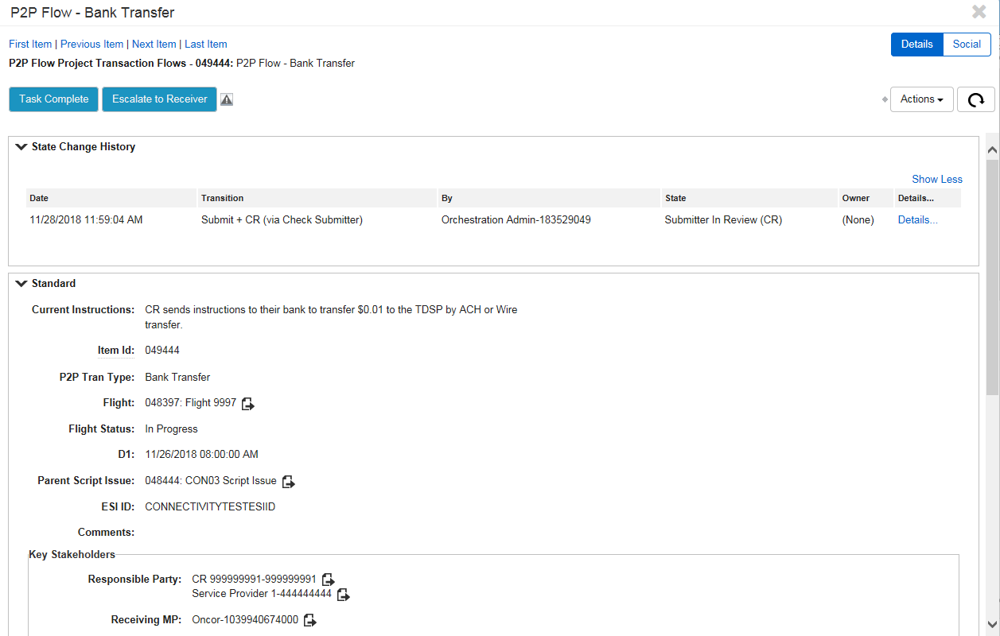 P2P Flow - Bank Transfer
First Item | Previous Item | Next Item | Last Item
Details Social
P2P Flow Project Transaction Flows - 049444: P2P Flow - Bank Transfer
Task Complete Escalate to Receiver
Actions
State Change History
Show Less
Date Transition By State Owner Details...
11/28/2018 11:59:04 AM Submit + CR (via Check Submitter) Orchestration Admin-183529049 Submitter In Review (CR) (None) Details...
Standard
Current Instructions: CR sends instructions to their bank to transfer $0.01 to the TDSP by ACH or Wire
transfer.
Item Id: 049444
P2P Tran Type: Bank Transfer
Flight: 048397: Flight 9997
Flight Status: In Progress
D1: 11/26/2018 08:00:00 AM
Parent Script Issue: 048444: CON03 Script Issue
ESI ID: CONNECTIVITYTESTESIID
Comments:
Key Stakeholders
Responsible Party: CR 999999991-999999991
Service Provider 1-444444444
Receiving MP: Oncor-1039940674000